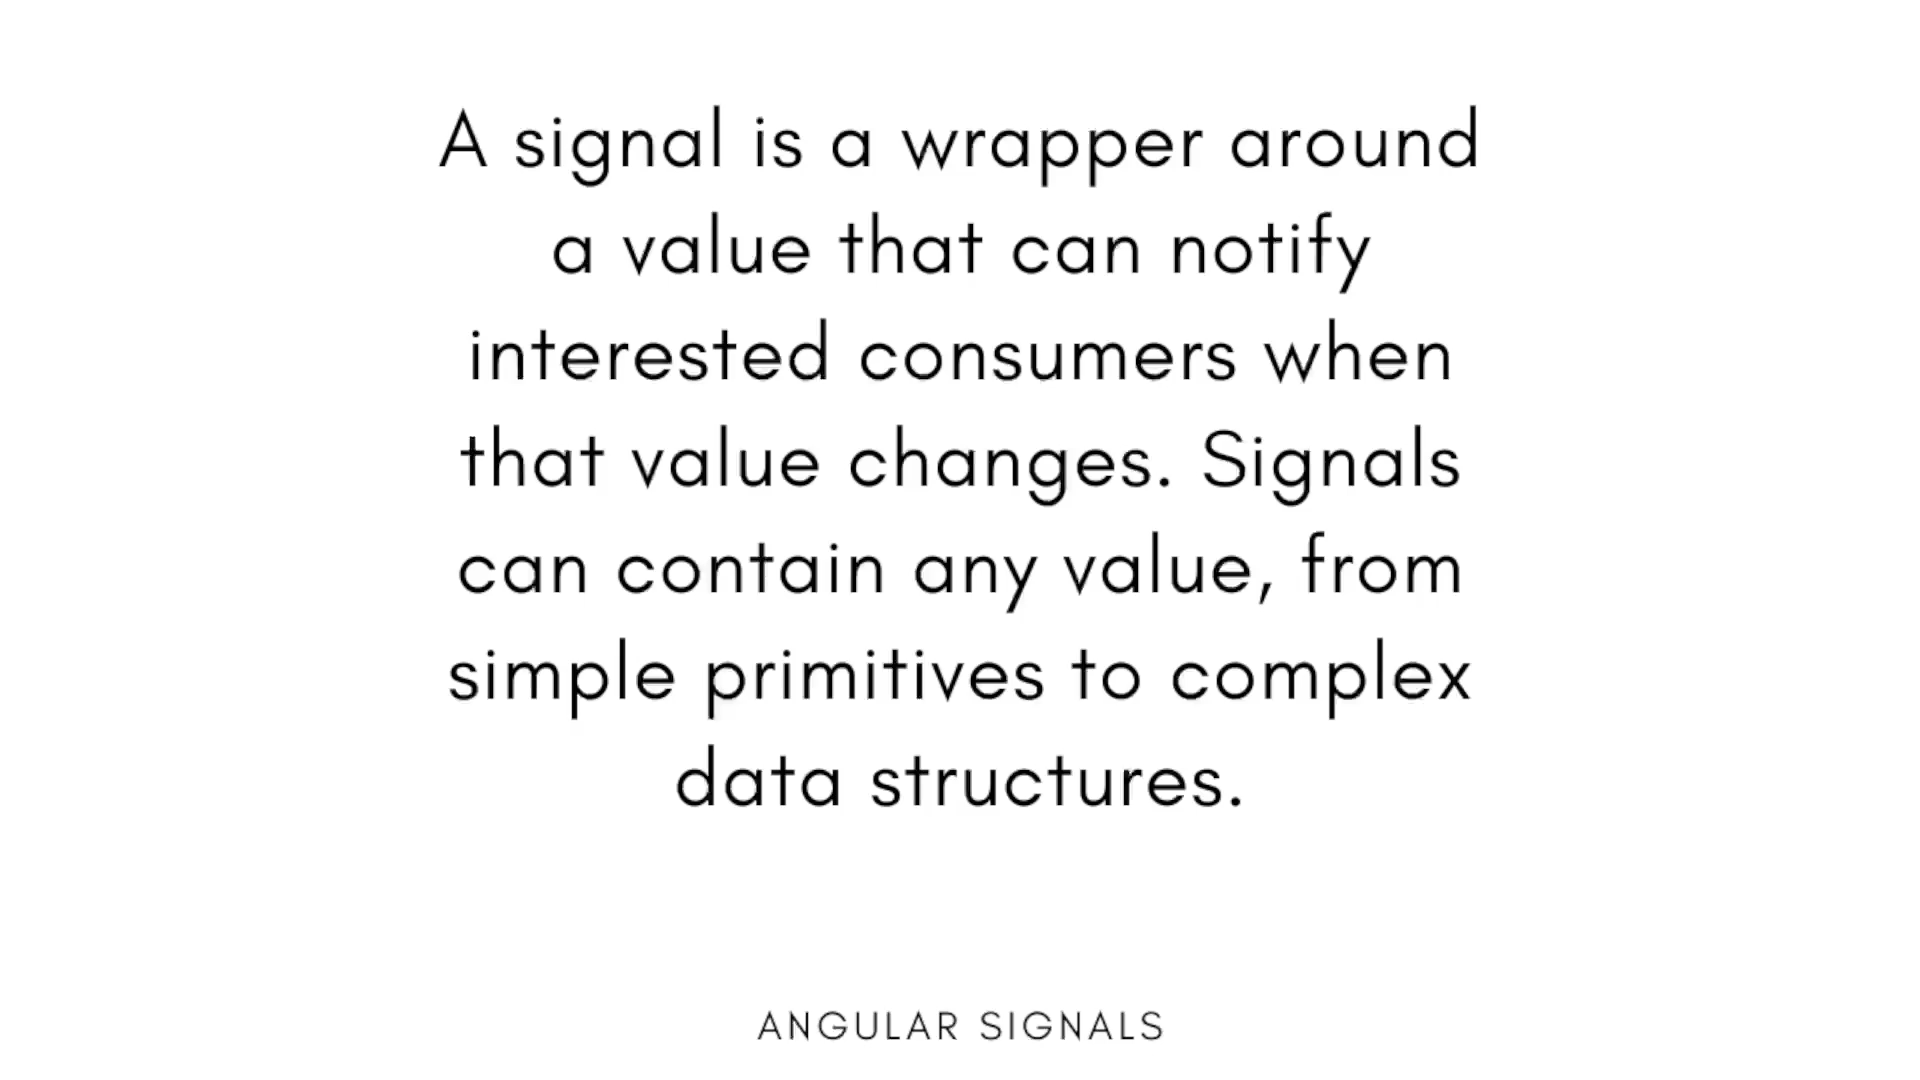 A signal is a wrapper around
a value that can notify
interested consumers when
that value changes. Signals
can contain any value, from
simple primitives to complex
data structures.
ANGULAR SIGNALS